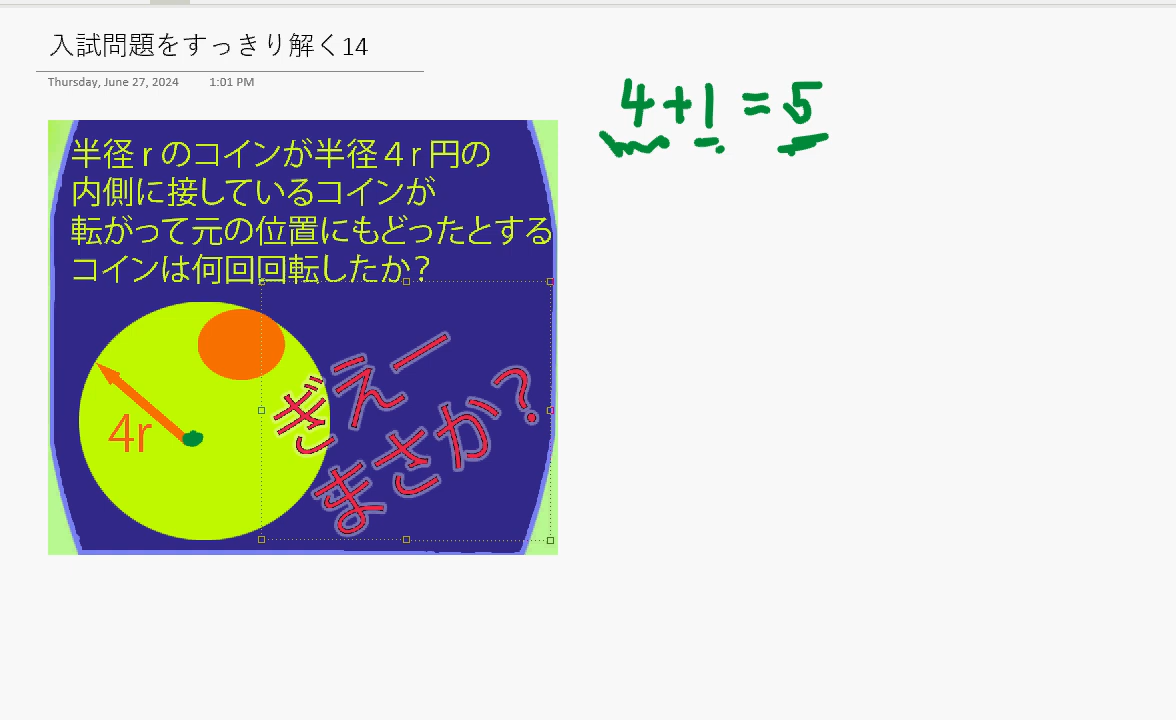 入試問題をすっきり解く14
Thursday, June 27, 2024 1:01 PM
4+1=5
半径rのコインが半径4r円の
内側に接しているコインが
転がって元の位置にもどったとする
コインは何回回転したか?
4r
ぎえー
まさか?